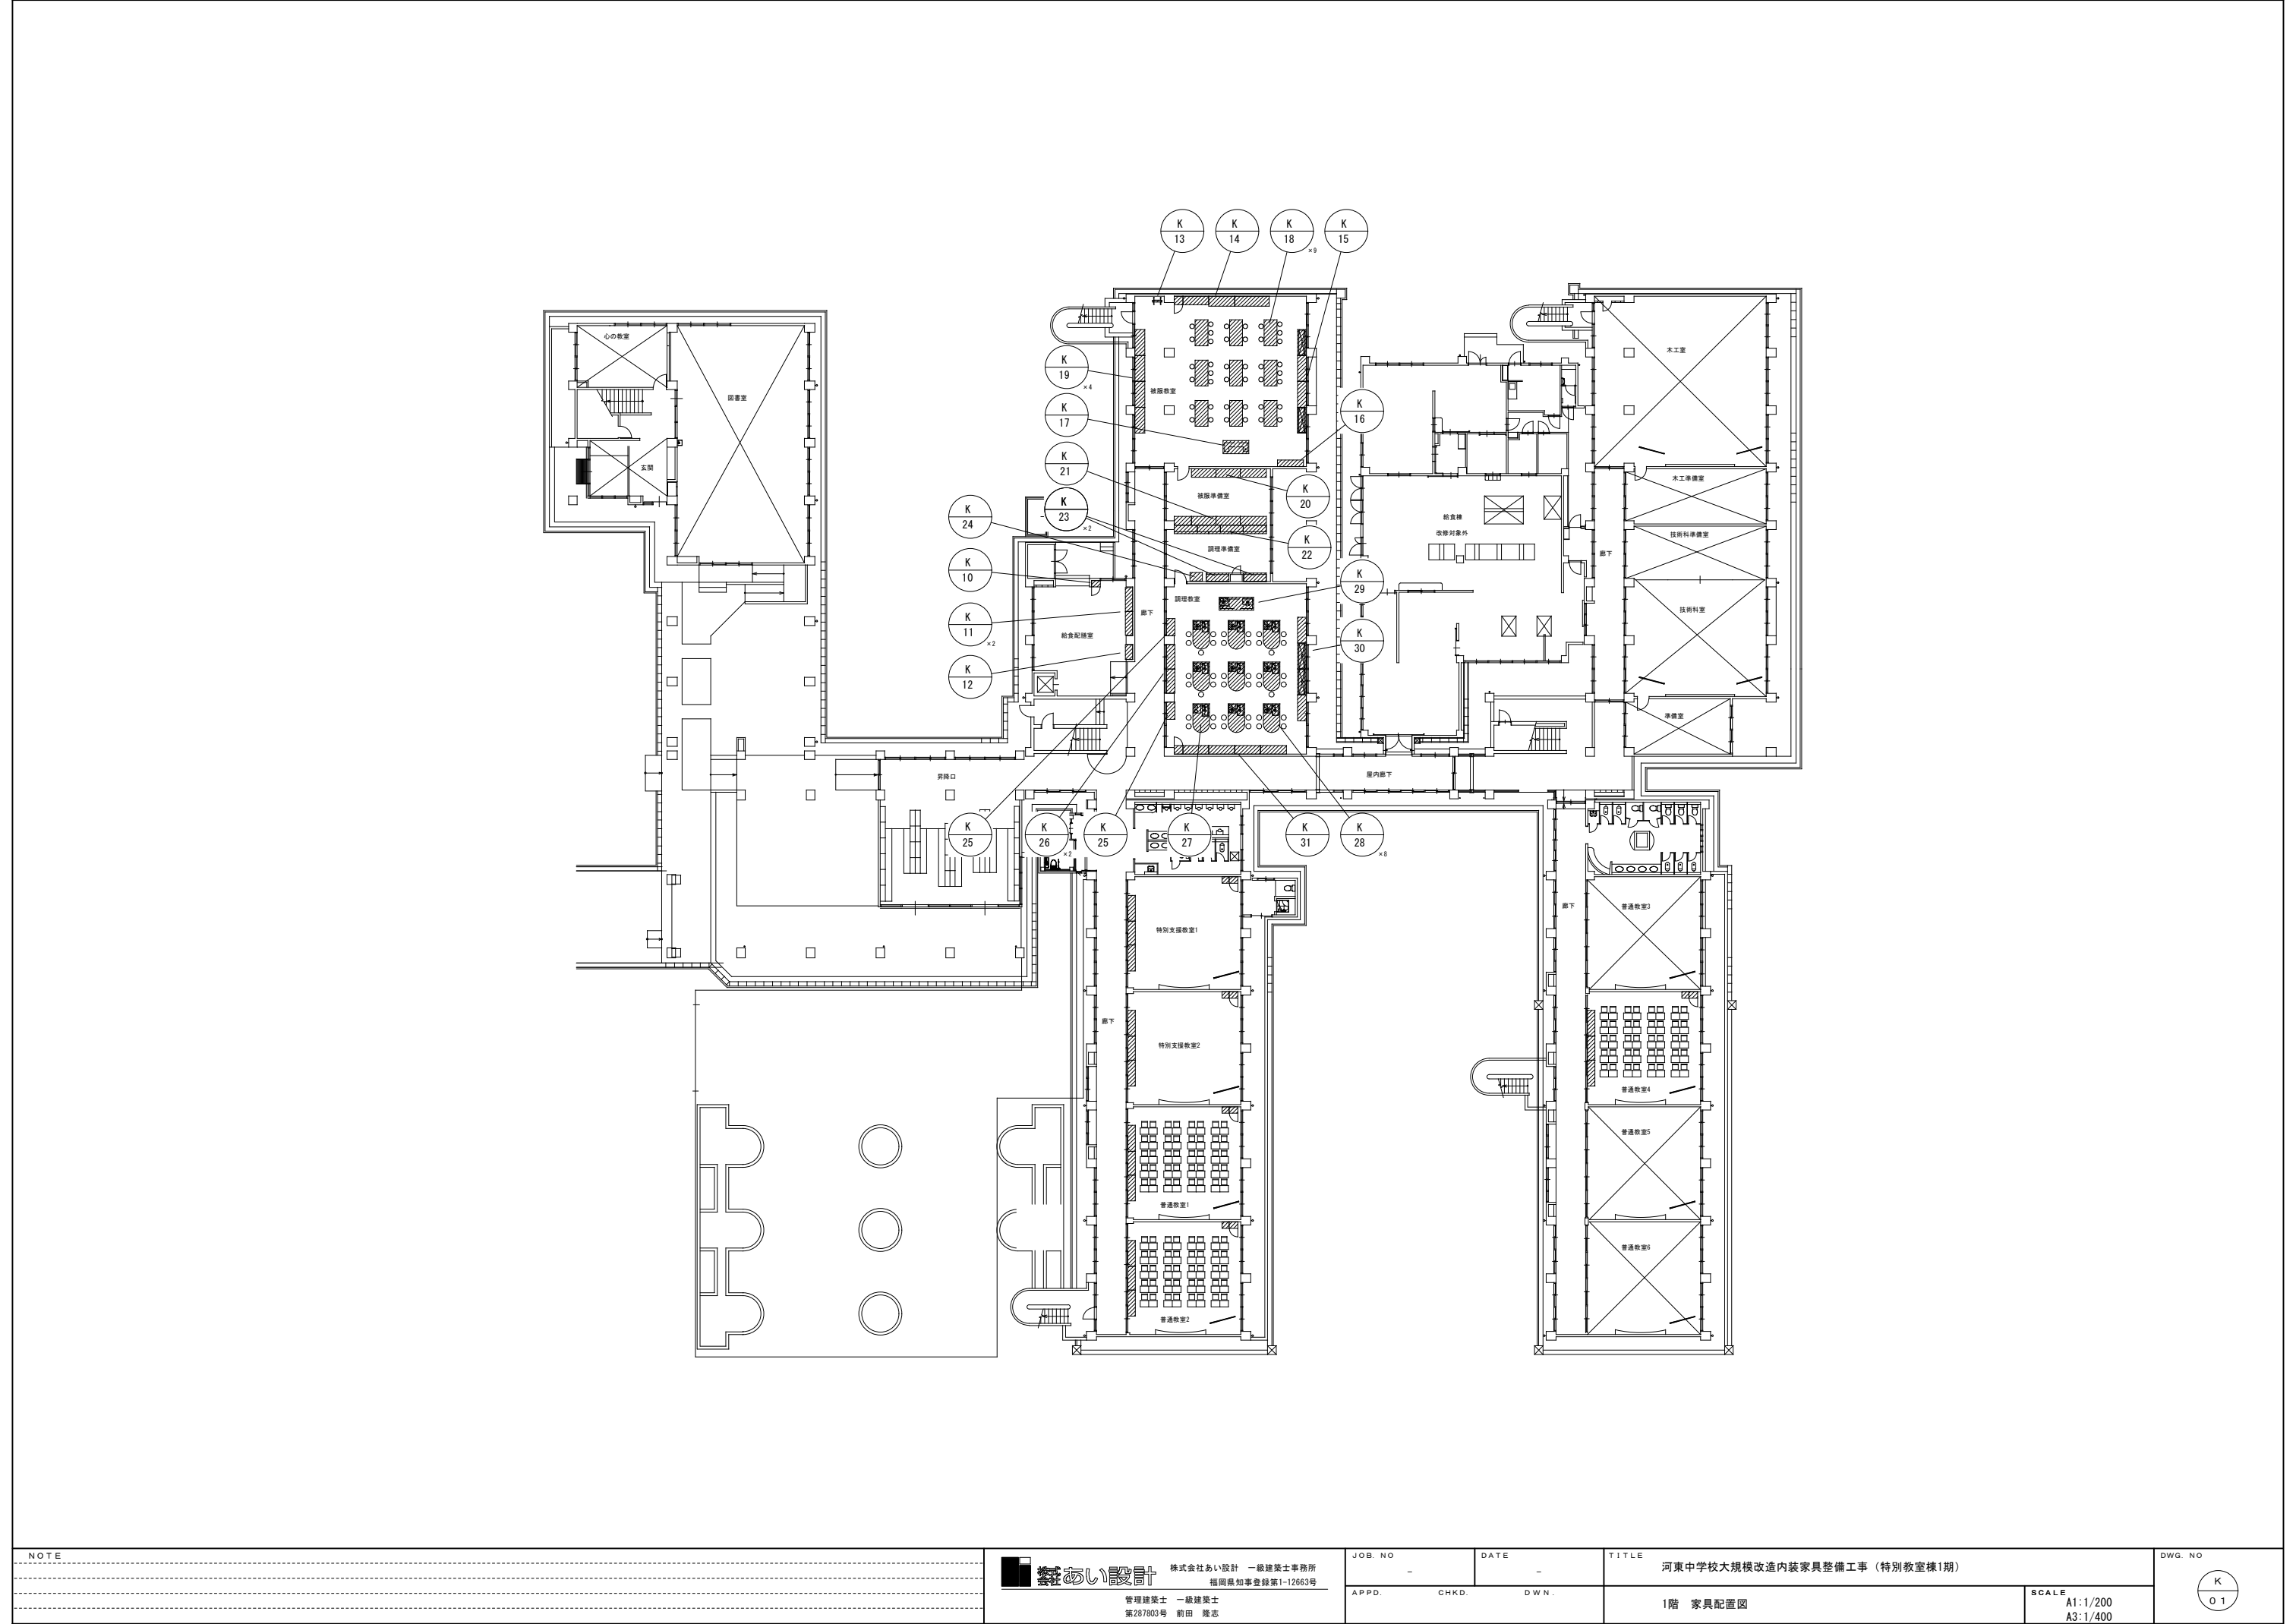 K 13
K 14
K 18 ×9
K 15
K 19 ×4
K 17
K 16
K 21
K 20
K 23 ×2
K 24
K 22
K 10
K 29
K 11 ×2
K 30
K 12
K 25
K 26 ×2
K 25
K 27
K 31
K 28 ×8
心の教室
図書室
玄関
被服教室
被服準備室
調理準備室
調理教室
廊下
給食配膳室
給食棟
改修対象外
木工室
木工準備室
技術科準備室
廊下
技術科室
準備室
昇降口
屋内廊下
特別支援教室1
特別支援教室2
廊下
普通教室1
普通教室2
廊下
普通教室3
普通教室4
普通教室5
普通教室6
NOTE
株式会社あい設計
株式会社あい設計 一級建築士事務所
福岡県知事登録第1-12663号
管理建築士 一級建築士
第287803号 前田 隆志
JOB. NO
－
DATE
－
APPD. CHKD. DWN.
TITLE
河東中学校大規模改造内装家具整備工事（特別教室棟1期）
1階 家具配置図
SCALE
A1:1/200
A3:1/400
DWG. NO
K
01